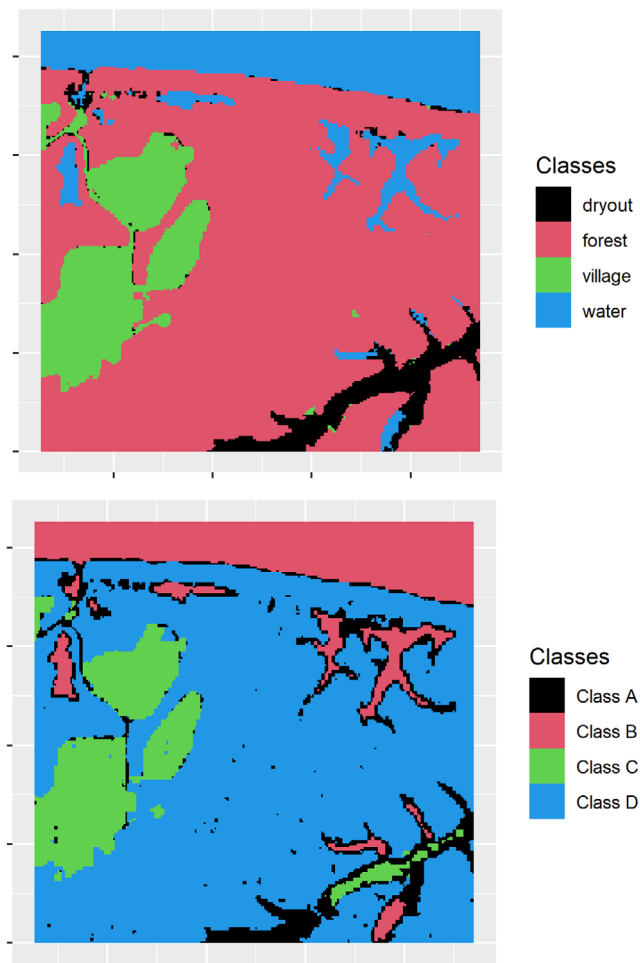 Classes
dryout
forest
village
water
Classes
Class A
Class B
Class C
Class D